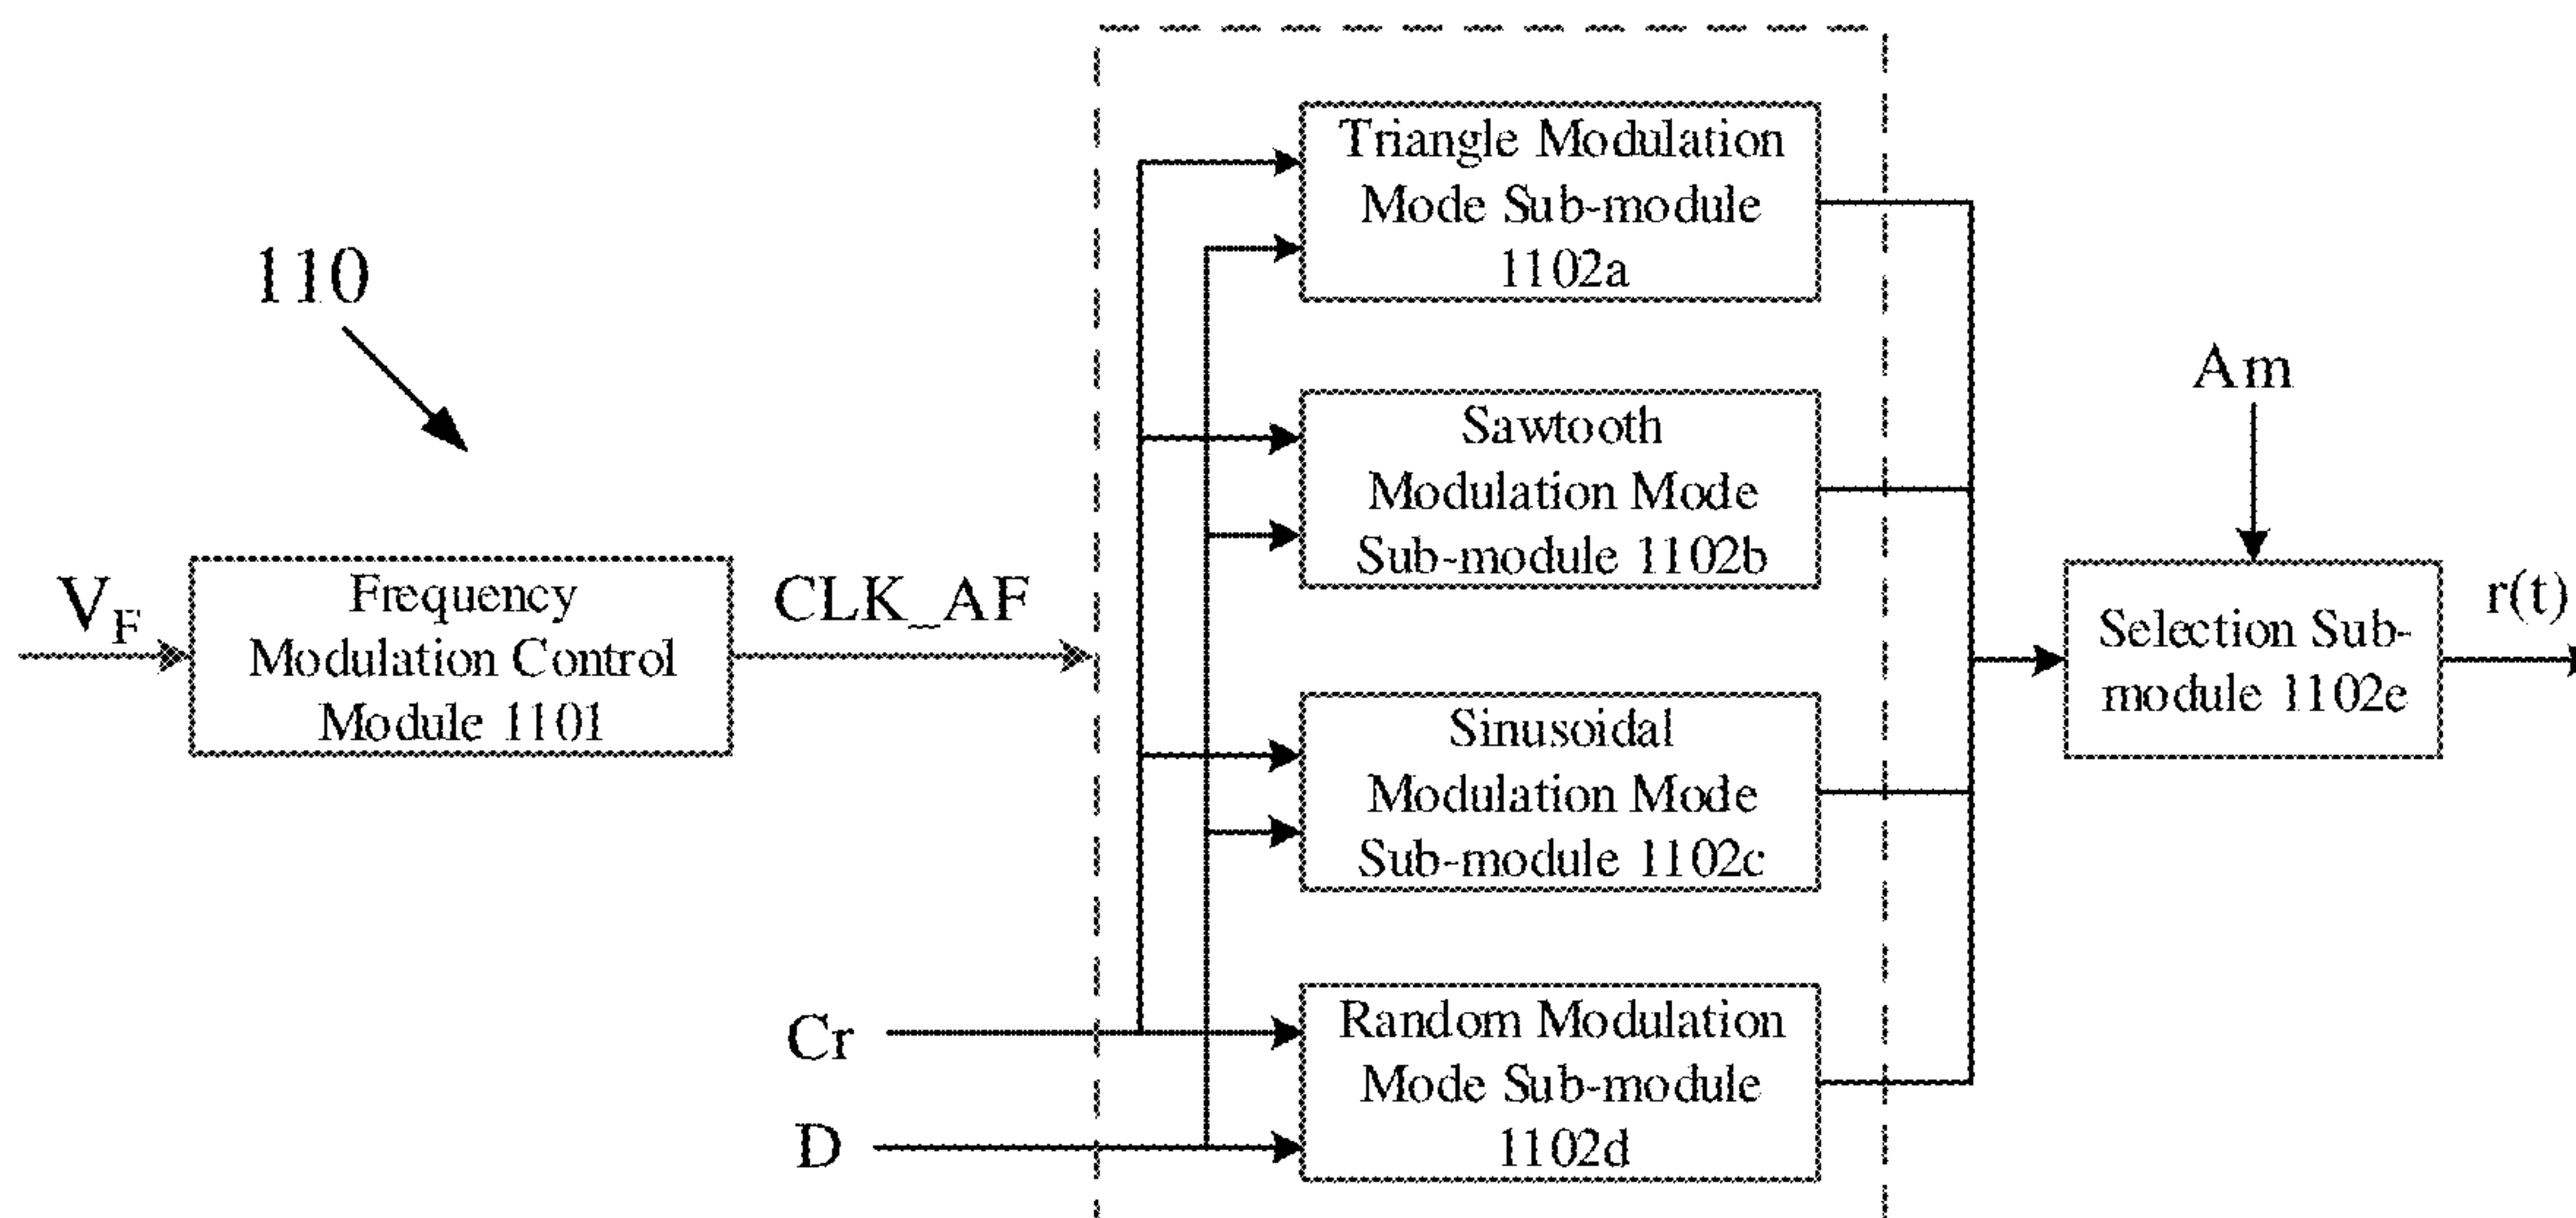 110
V_F
Frequency
Modulation Control
Module 1101
CLK_AF
Cr
D
Triangle Modulation
Mode Sub-module
1102a
Sawtooth
Modulation Mode
Sub-module 1102b
Sinusoidal
Modulation Mode
Sub-module 1102c
Random Modulation
Mode Sub-module
1102d
Am
Selection Sub-
module 1102e
r(t)